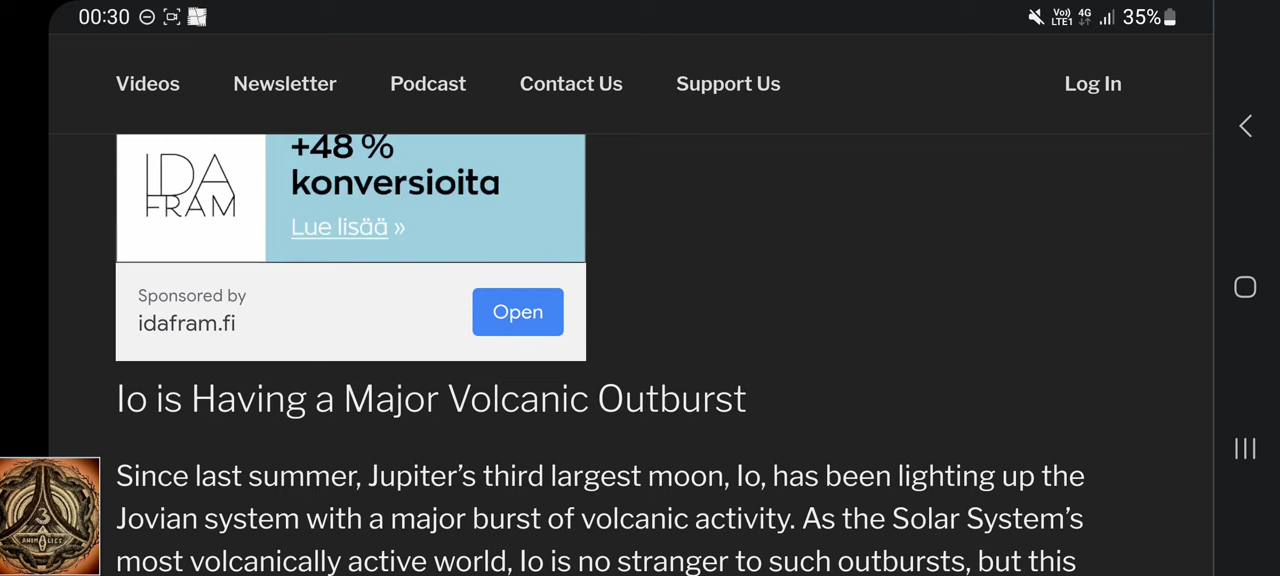 00:30
Vo)) 4G
LTE1
35%
Videos Newsletter Podcast Contact Us Support Us Log In
IDA
FRAM
+48 %
konversioita
Lue lisää »
Sponsored by
idafram.fi
Open
Io is Having a Major Volcanic Outburst
Since last summer, Jupiter's third largest moon, Io, has been lighting up the
Jovian system with a major burst of volcanic activity. As the Solar System's
most volcanically active world, Io is no stranger to such outbursts, but this
3